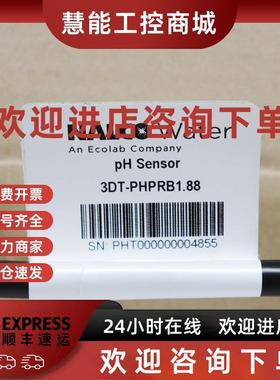 慧能工控商城
欢迎进店咨询下单
Water
An Ecolab Company
pH Sensor
3DT-PHPRB1.88
SN: PHT000000004855
费开票
号齐全
力商家
仓速发
EXPRESS
顺丰速运
24小时在线 欢迎进店
欢迎进店咨询下单